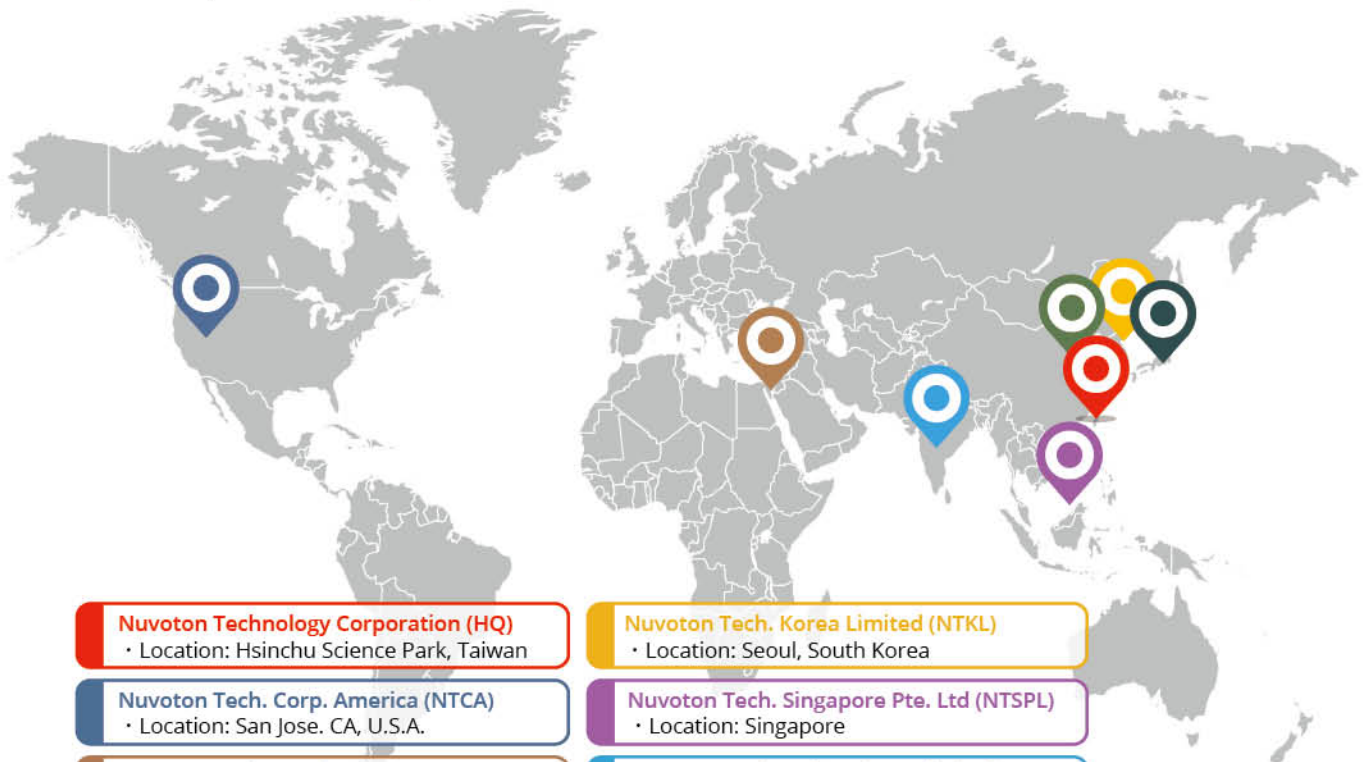 Nuvoton Technology Corporation (HQ)
· Location: Hsinchu Science Park, Taiwan
Nuvoton Tech. Korea Limited (NTKL)
· Location: Seoul, South Korea
Nuvoton Tech. Corp. America (NTCA)
· Location: San Jose. CA, U.S.A.
Nuvoton Tech. Singapore Pte. Ltd (NTSPL)
· Location: Singapore